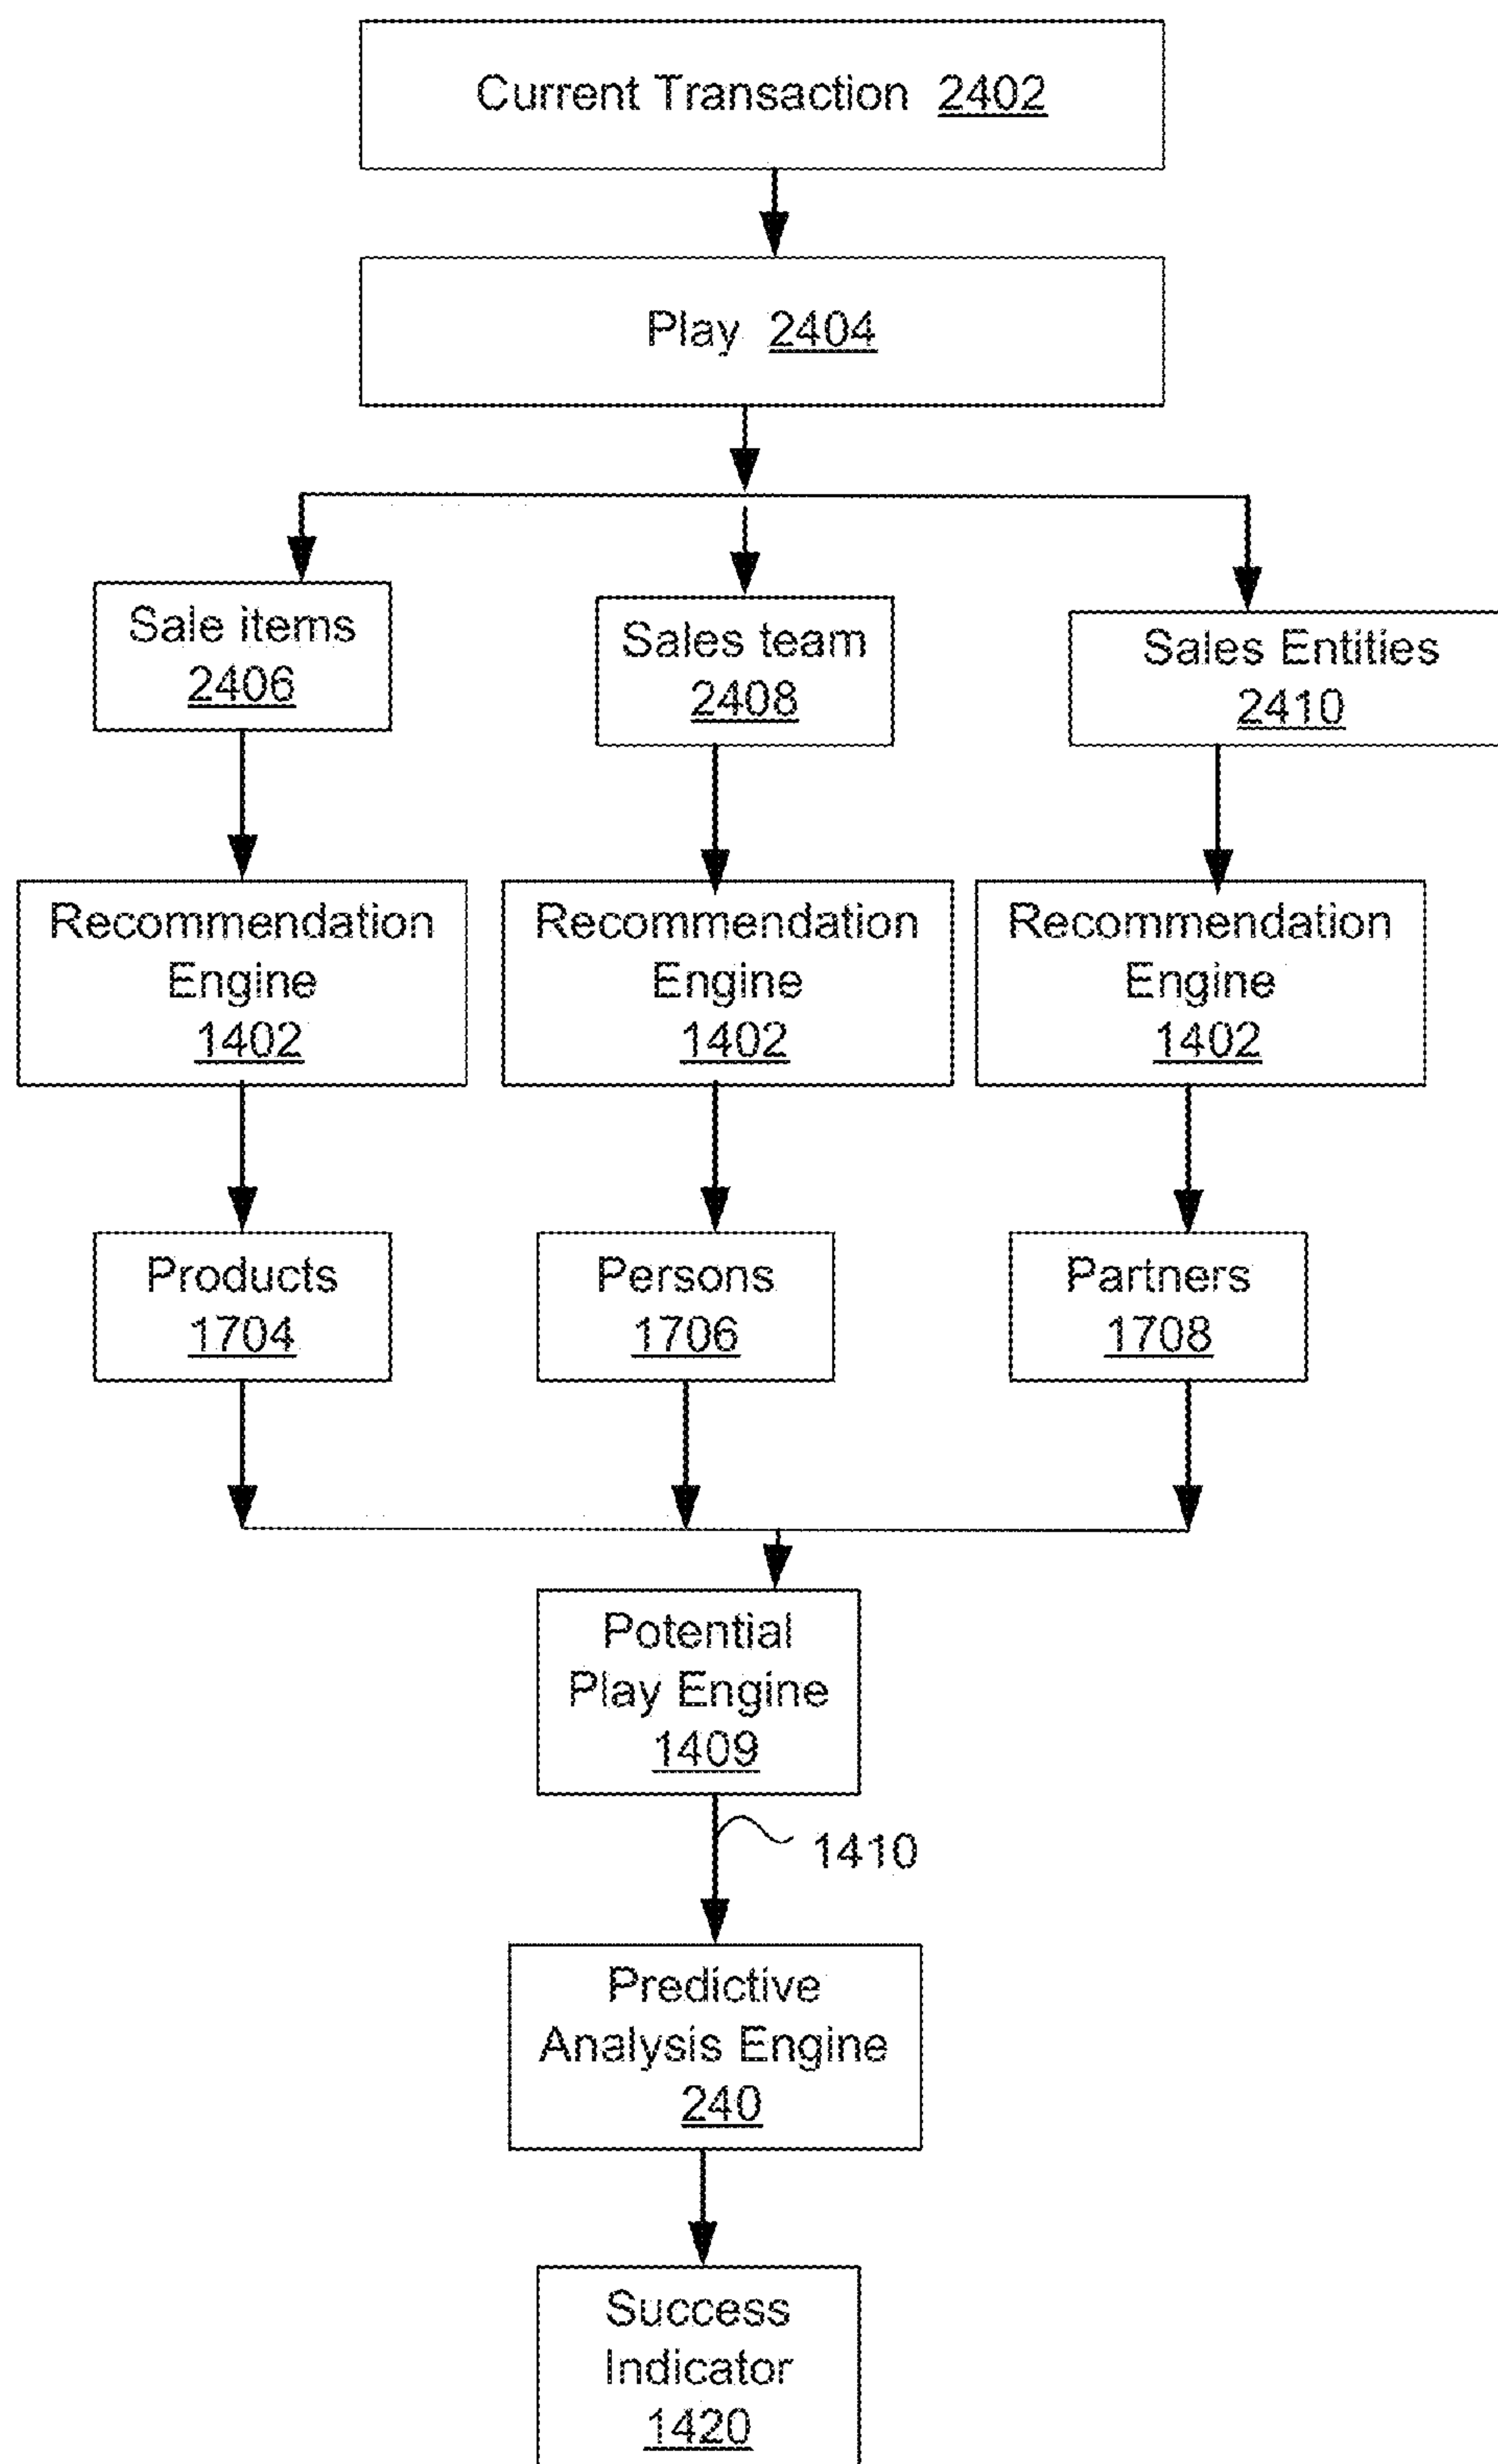 Current Transaction 2402
Play 2404
Sale items
2406
Sales team
2408
Sales Entities
2410
Recommendation
Engine
1402
Recommendation
Engine
1402
Recommendation
Engine
1402
Products
1704
Persons
1706
Partners
1708
Potential
Play Engine
1409
1410
Predictive
Analysis Engine
240
Success
Indicator
1420